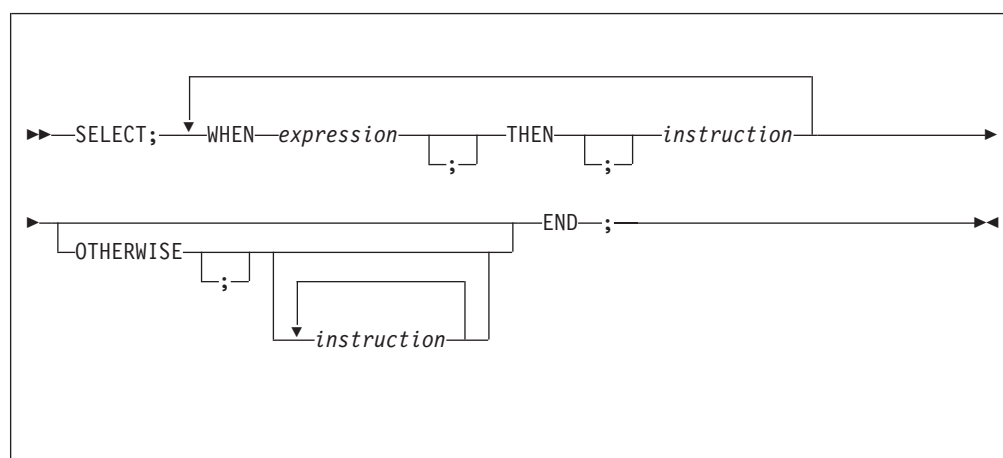 SELECT; WHEN expression ; THEN ; instruction
OTHERWISE ; instruction END ;